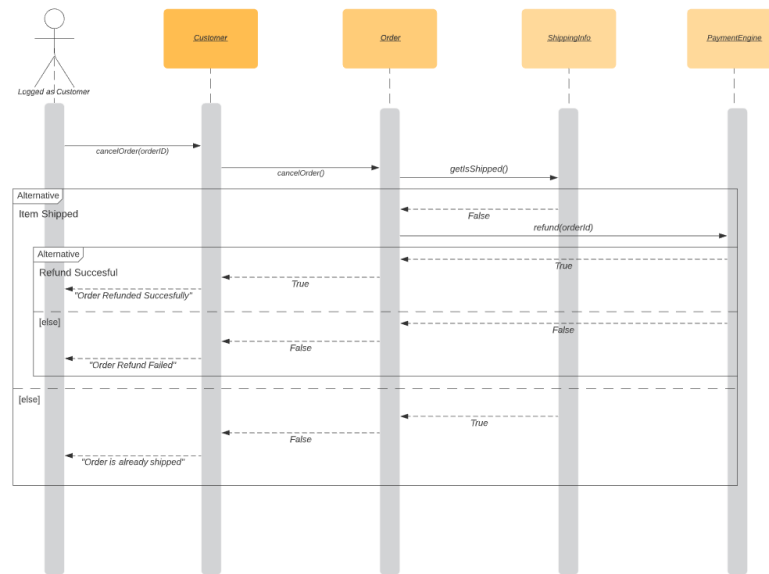 Customer
Order
ShippingInfo
PaymentEngine
Logged as Customer
cancelOrder(orderID)
cancelOrder()
getIsShipped()
Alternative
Item Shipped
False
refund(orderId)
Alternative
Refund Succesful
True
True
"Order Refunded Succesfully"
[else]
False
False
"Order Refund Failed"
[else]
True
False
"Order is already shipped"